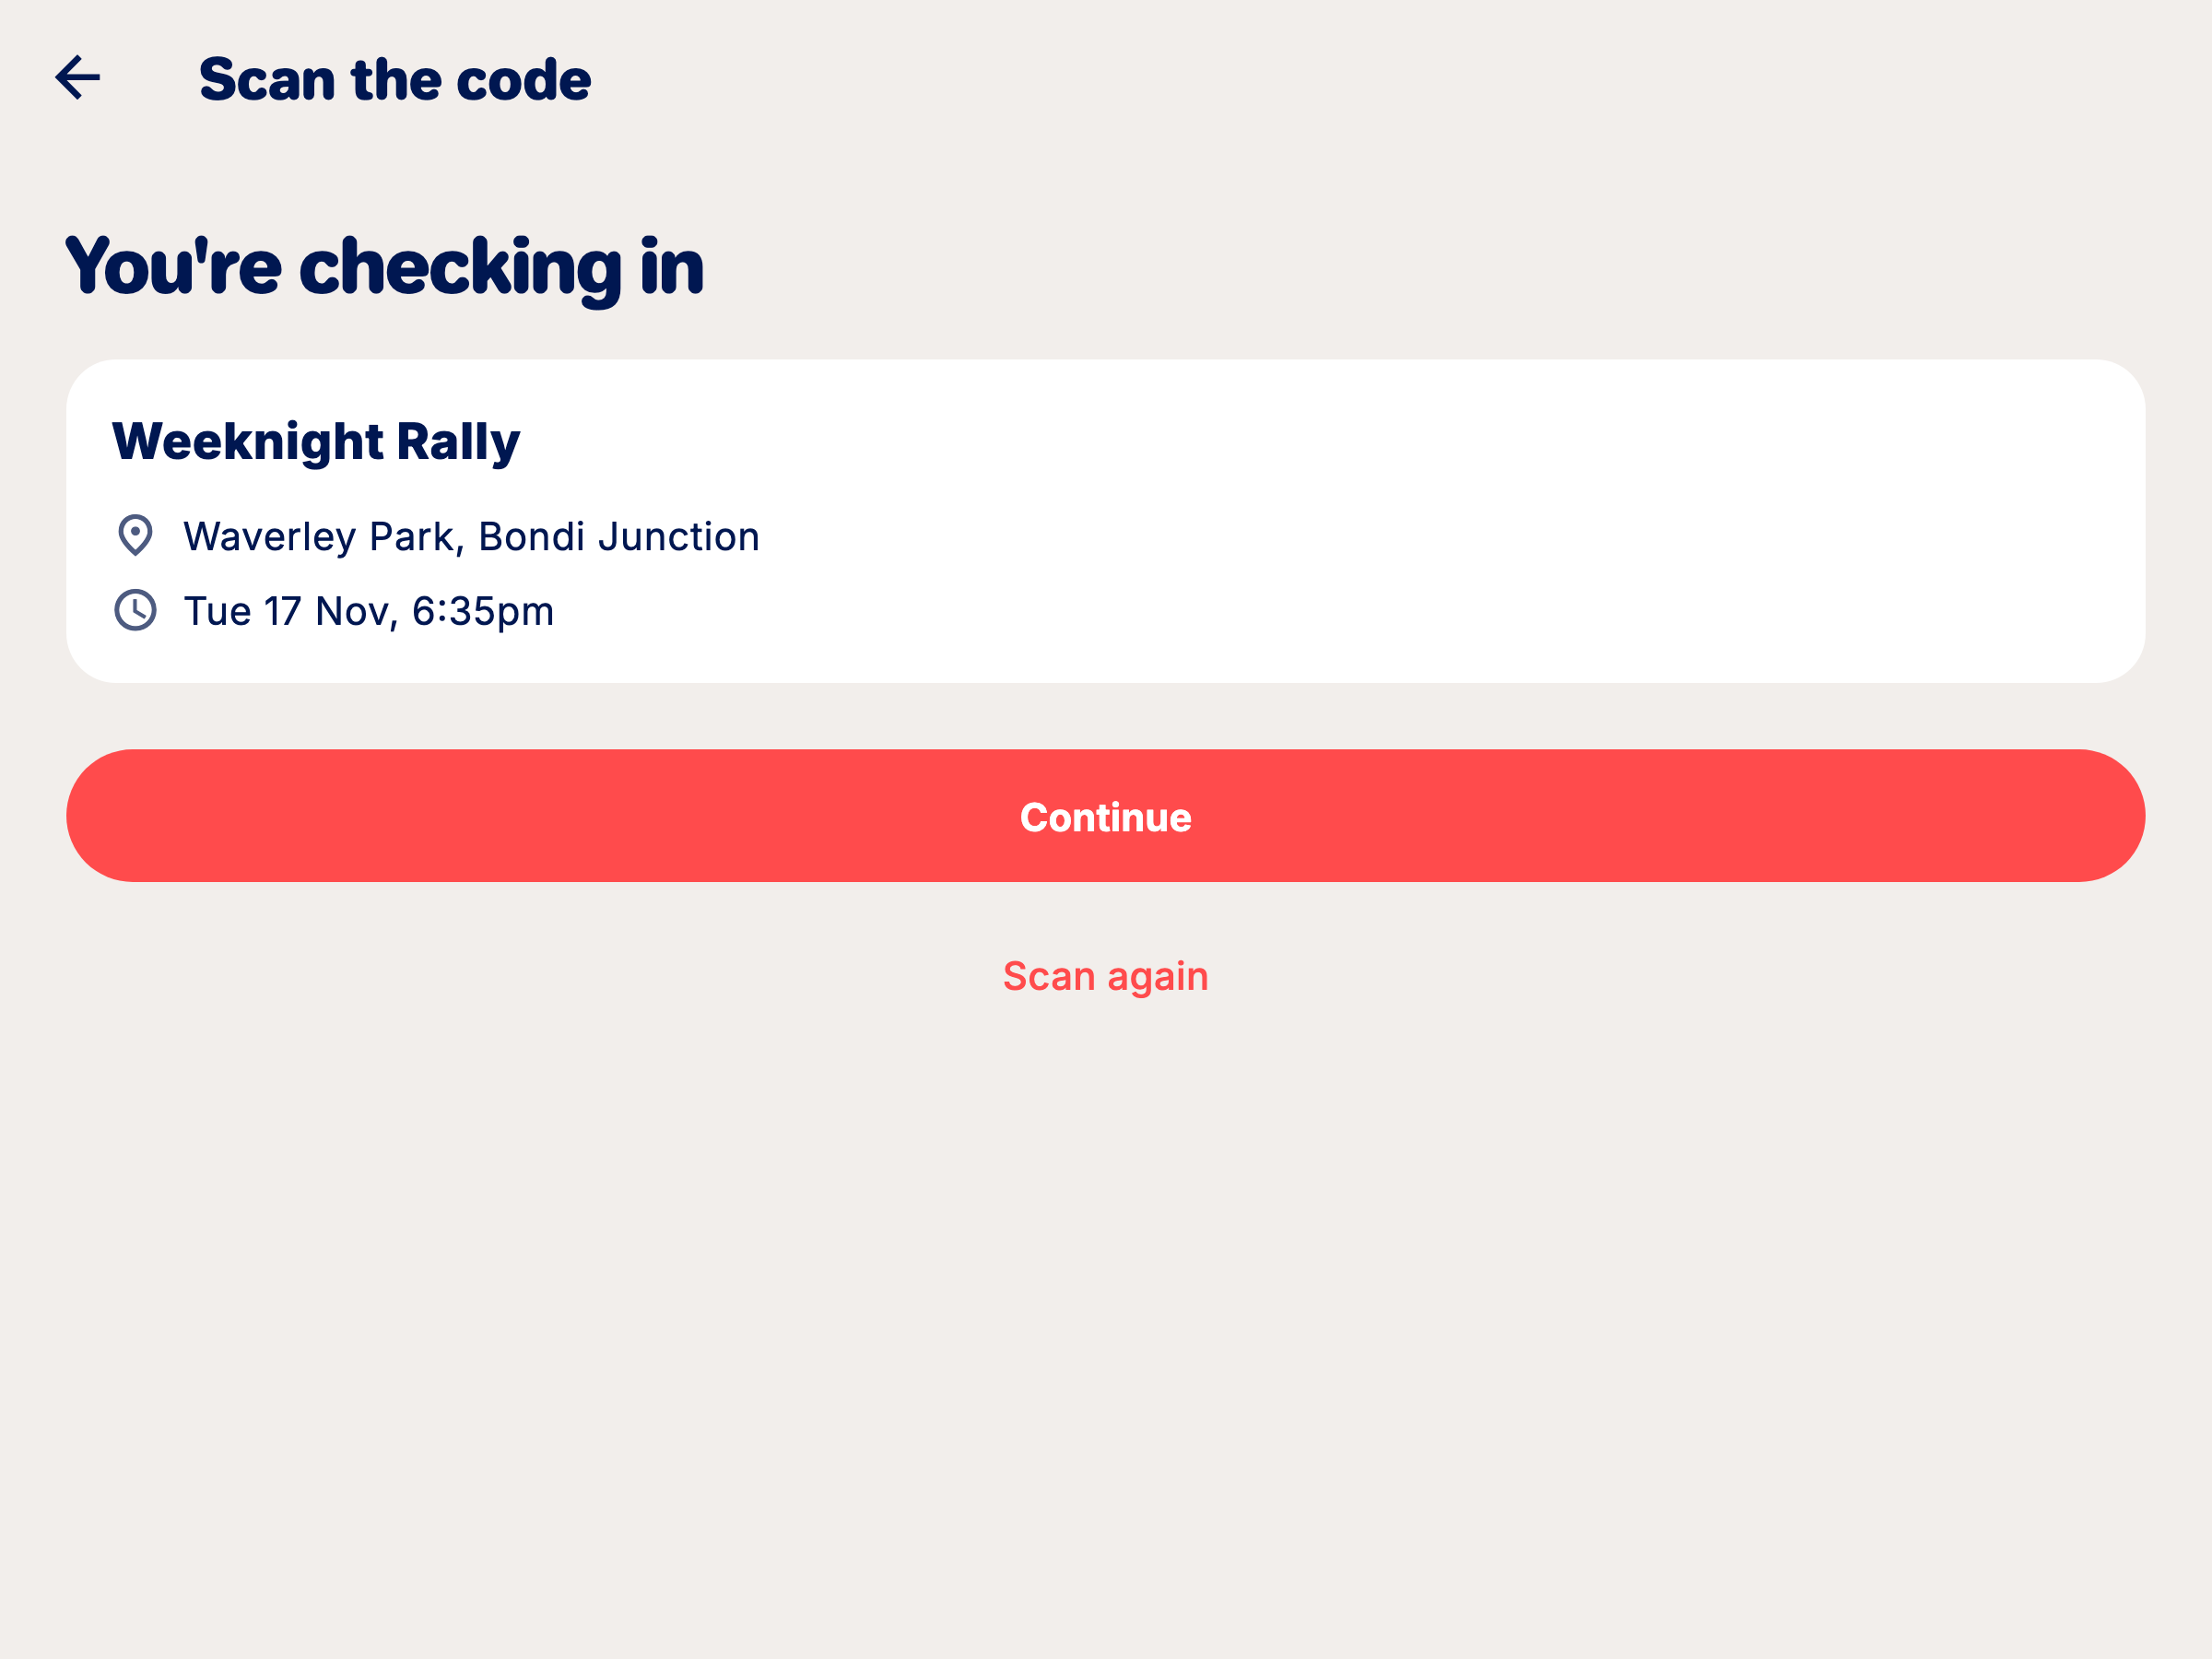 Scan the code
You're checking in
Weeknight Rally
Waverley Park, Bondi Junction
Tue 17 Nov, 6:35pm
Continue
Scan again